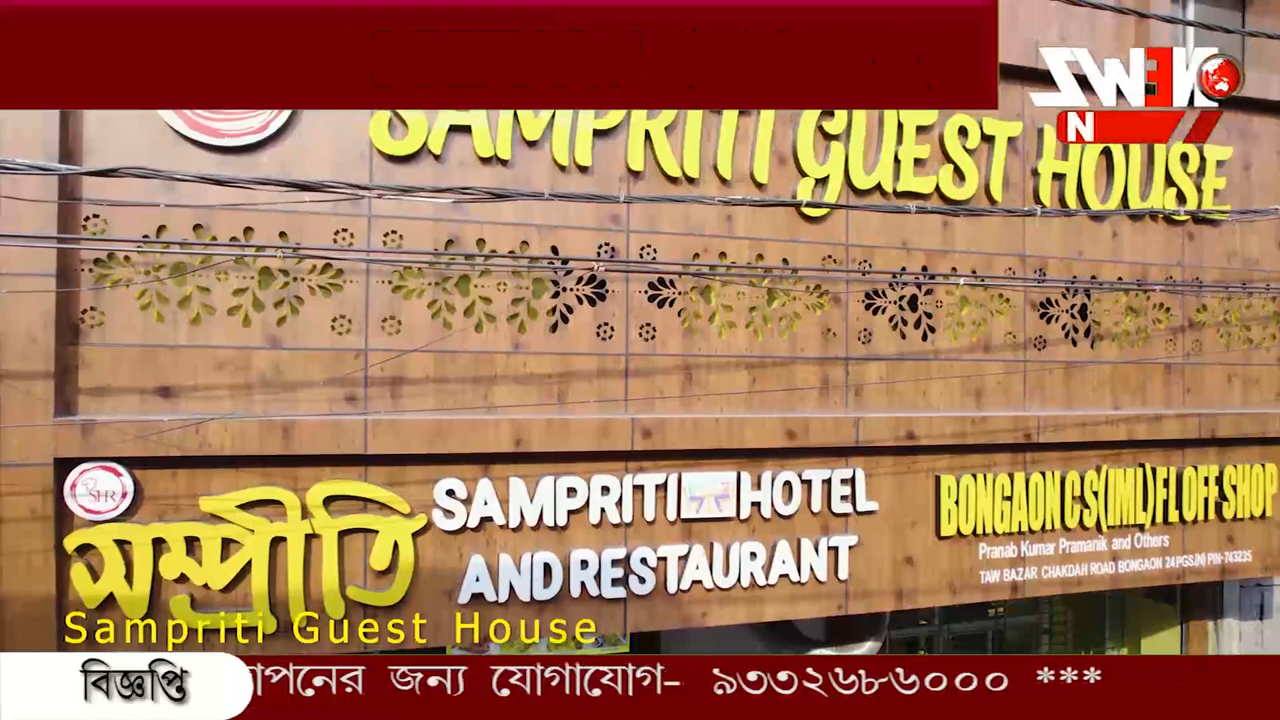 SAMPRITI GUEST HOUSE
N
SHR
সম্প্রীতি
SAMPRITI HOTEL
AND RESTAURANT
BONGAON C S(IML)FL OFF SHOP
Pranab Kumar Pramanik and Others
TAW BAZAR CHAKDAH ROAD BONGAON 24 PGS.(N) PIN-743235
Sampriti Guest House
বিজ্ঞপ্তি
াপনের জন্য যোগাযোগ- ৯৩৩২৬৮৬০০০ ***